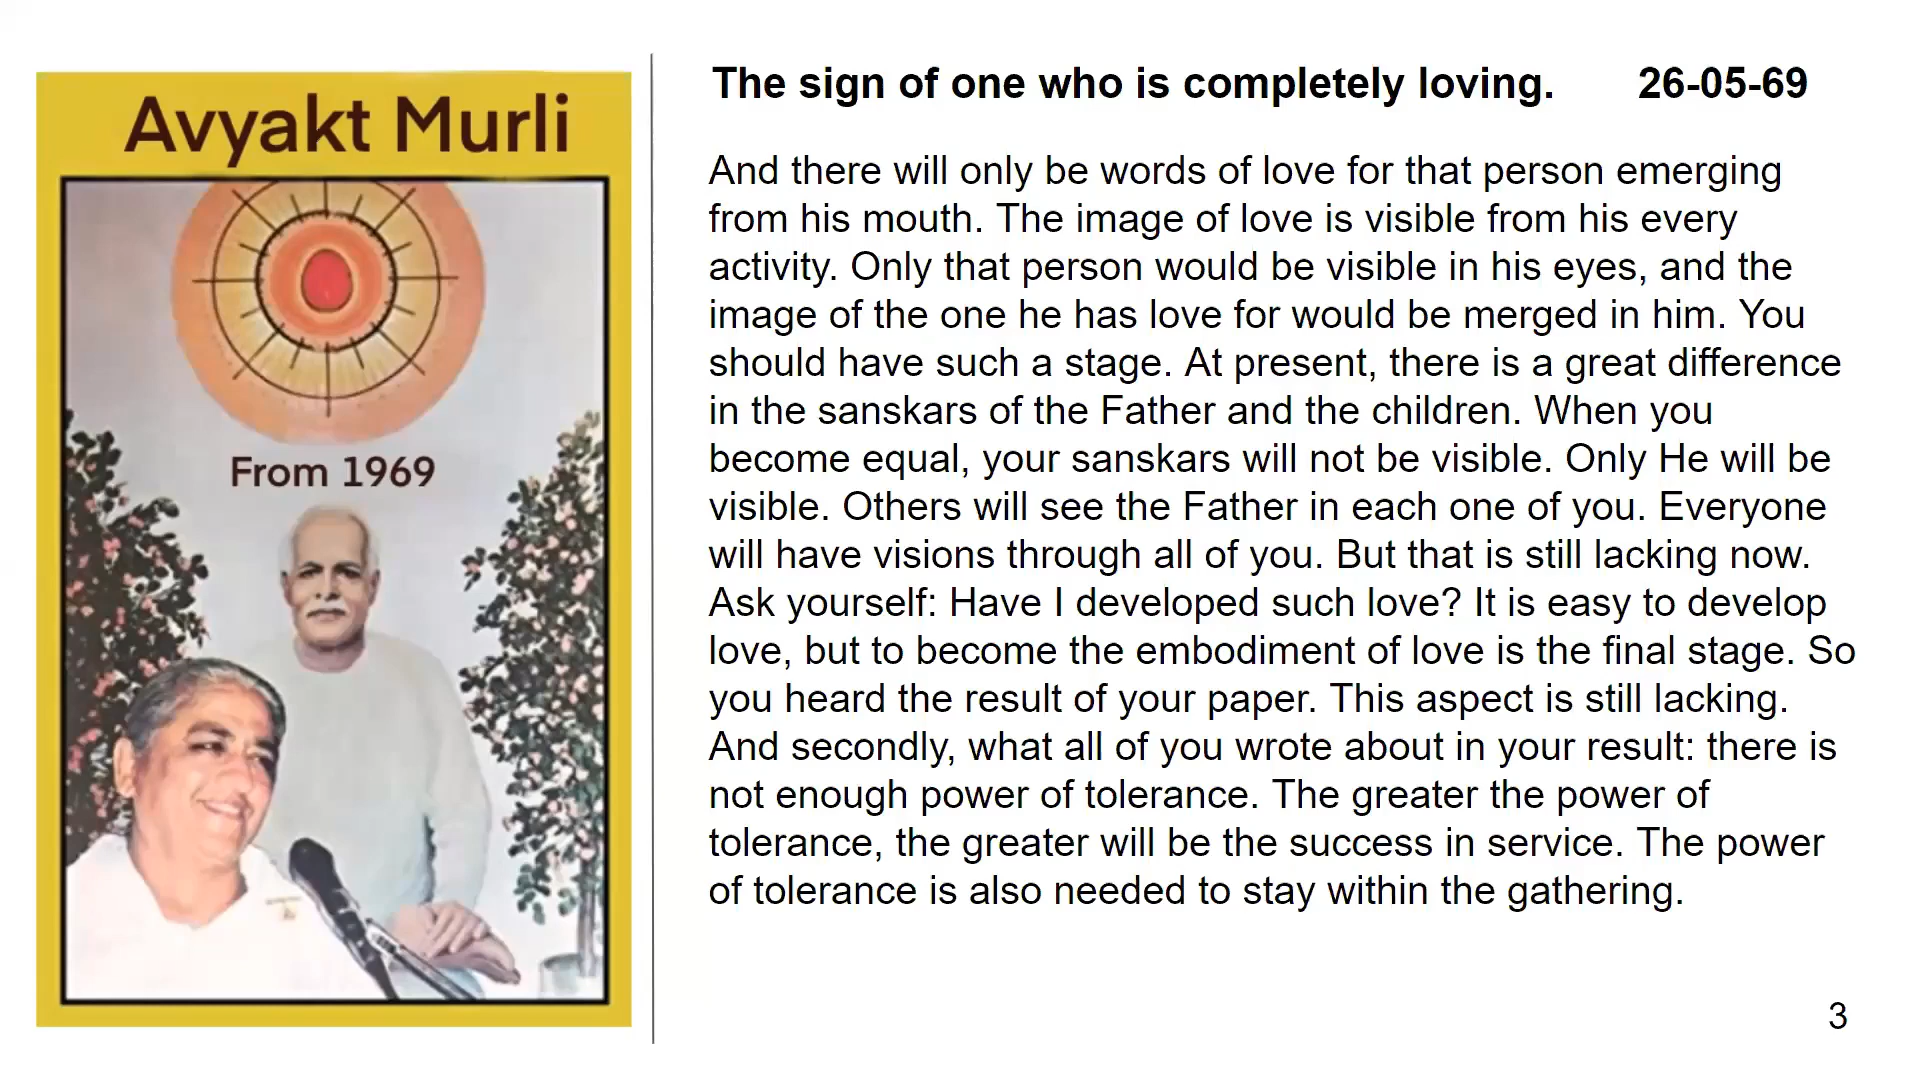 Avyakt Murli
From 1969
The sign of one who is completely loving. 26-05-69
And there will only be words of love for that person emerging
from his mouth. The image of love is visible from his every
activity. Only that person would be visible in his eyes, and the
image of the one he has love for would be merged in him. You
should have such a stage. At present, there is a great difference
in the sanskars of the Father and the children. When you
become equal, your sanskars will not be visible. Only He will be
visible. Others will see the Father in each one of you. Everyone
will have visions through all of you. But that is still lacking now.
Ask yourself: Have I developed such love? It is easy to develop
love, but to become the embodiment of love is the final stage. So
you heard the result of your paper. This aspect is still lacking.
And secondly, what all of you wrote about in your result: there is
not enough power of tolerance. The greater the power of
tolerance, the greater will be the success in service. The power
of tolerance is also needed to stay within the gathering.
3